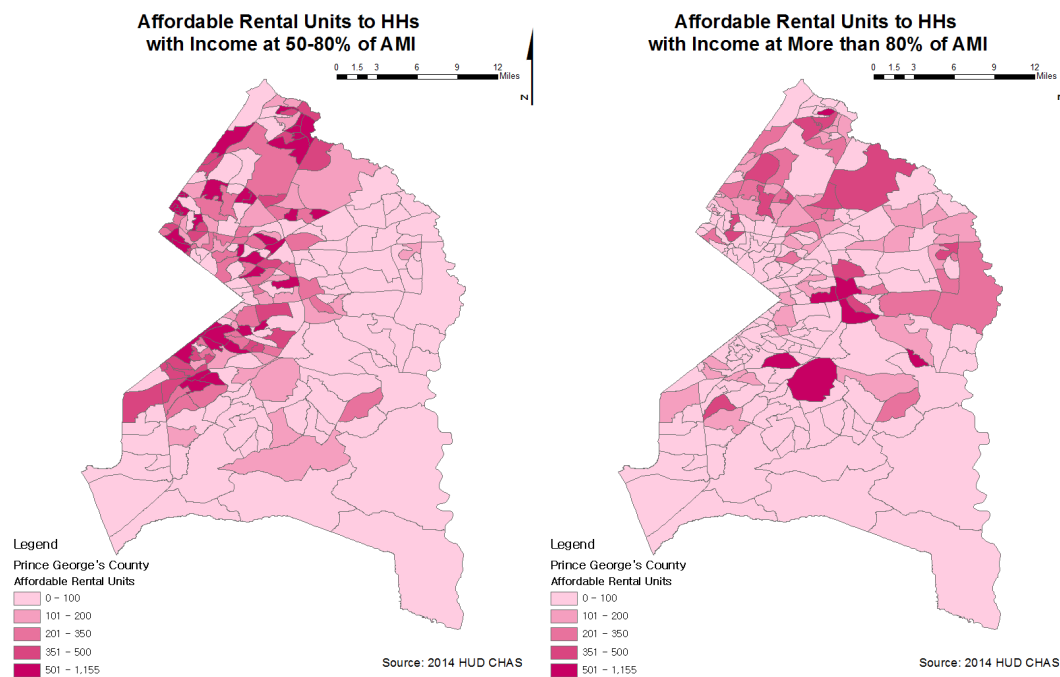 Affordable Rental Units to HHs
with Income at 50-80% of AMI
0 1.5 3 6 9 12
Miles
N
Legend
Prince George's County
Affordable Rental Units
0 - 100
101 - 200
201 - 350
351 - 500
501 - 1,155
Source: 2014 HUD CHAS
Affordable Rental Units to HHs
with Income at More than 80% of AMI
0 1.5 3 6 9 12
Miles
Legend
Prince George's County
Affordable Rental Units
0 - 100
101 - 200
201 - 350
351 - 500
501 - 1,155
Source: 2014 HUD CHAS